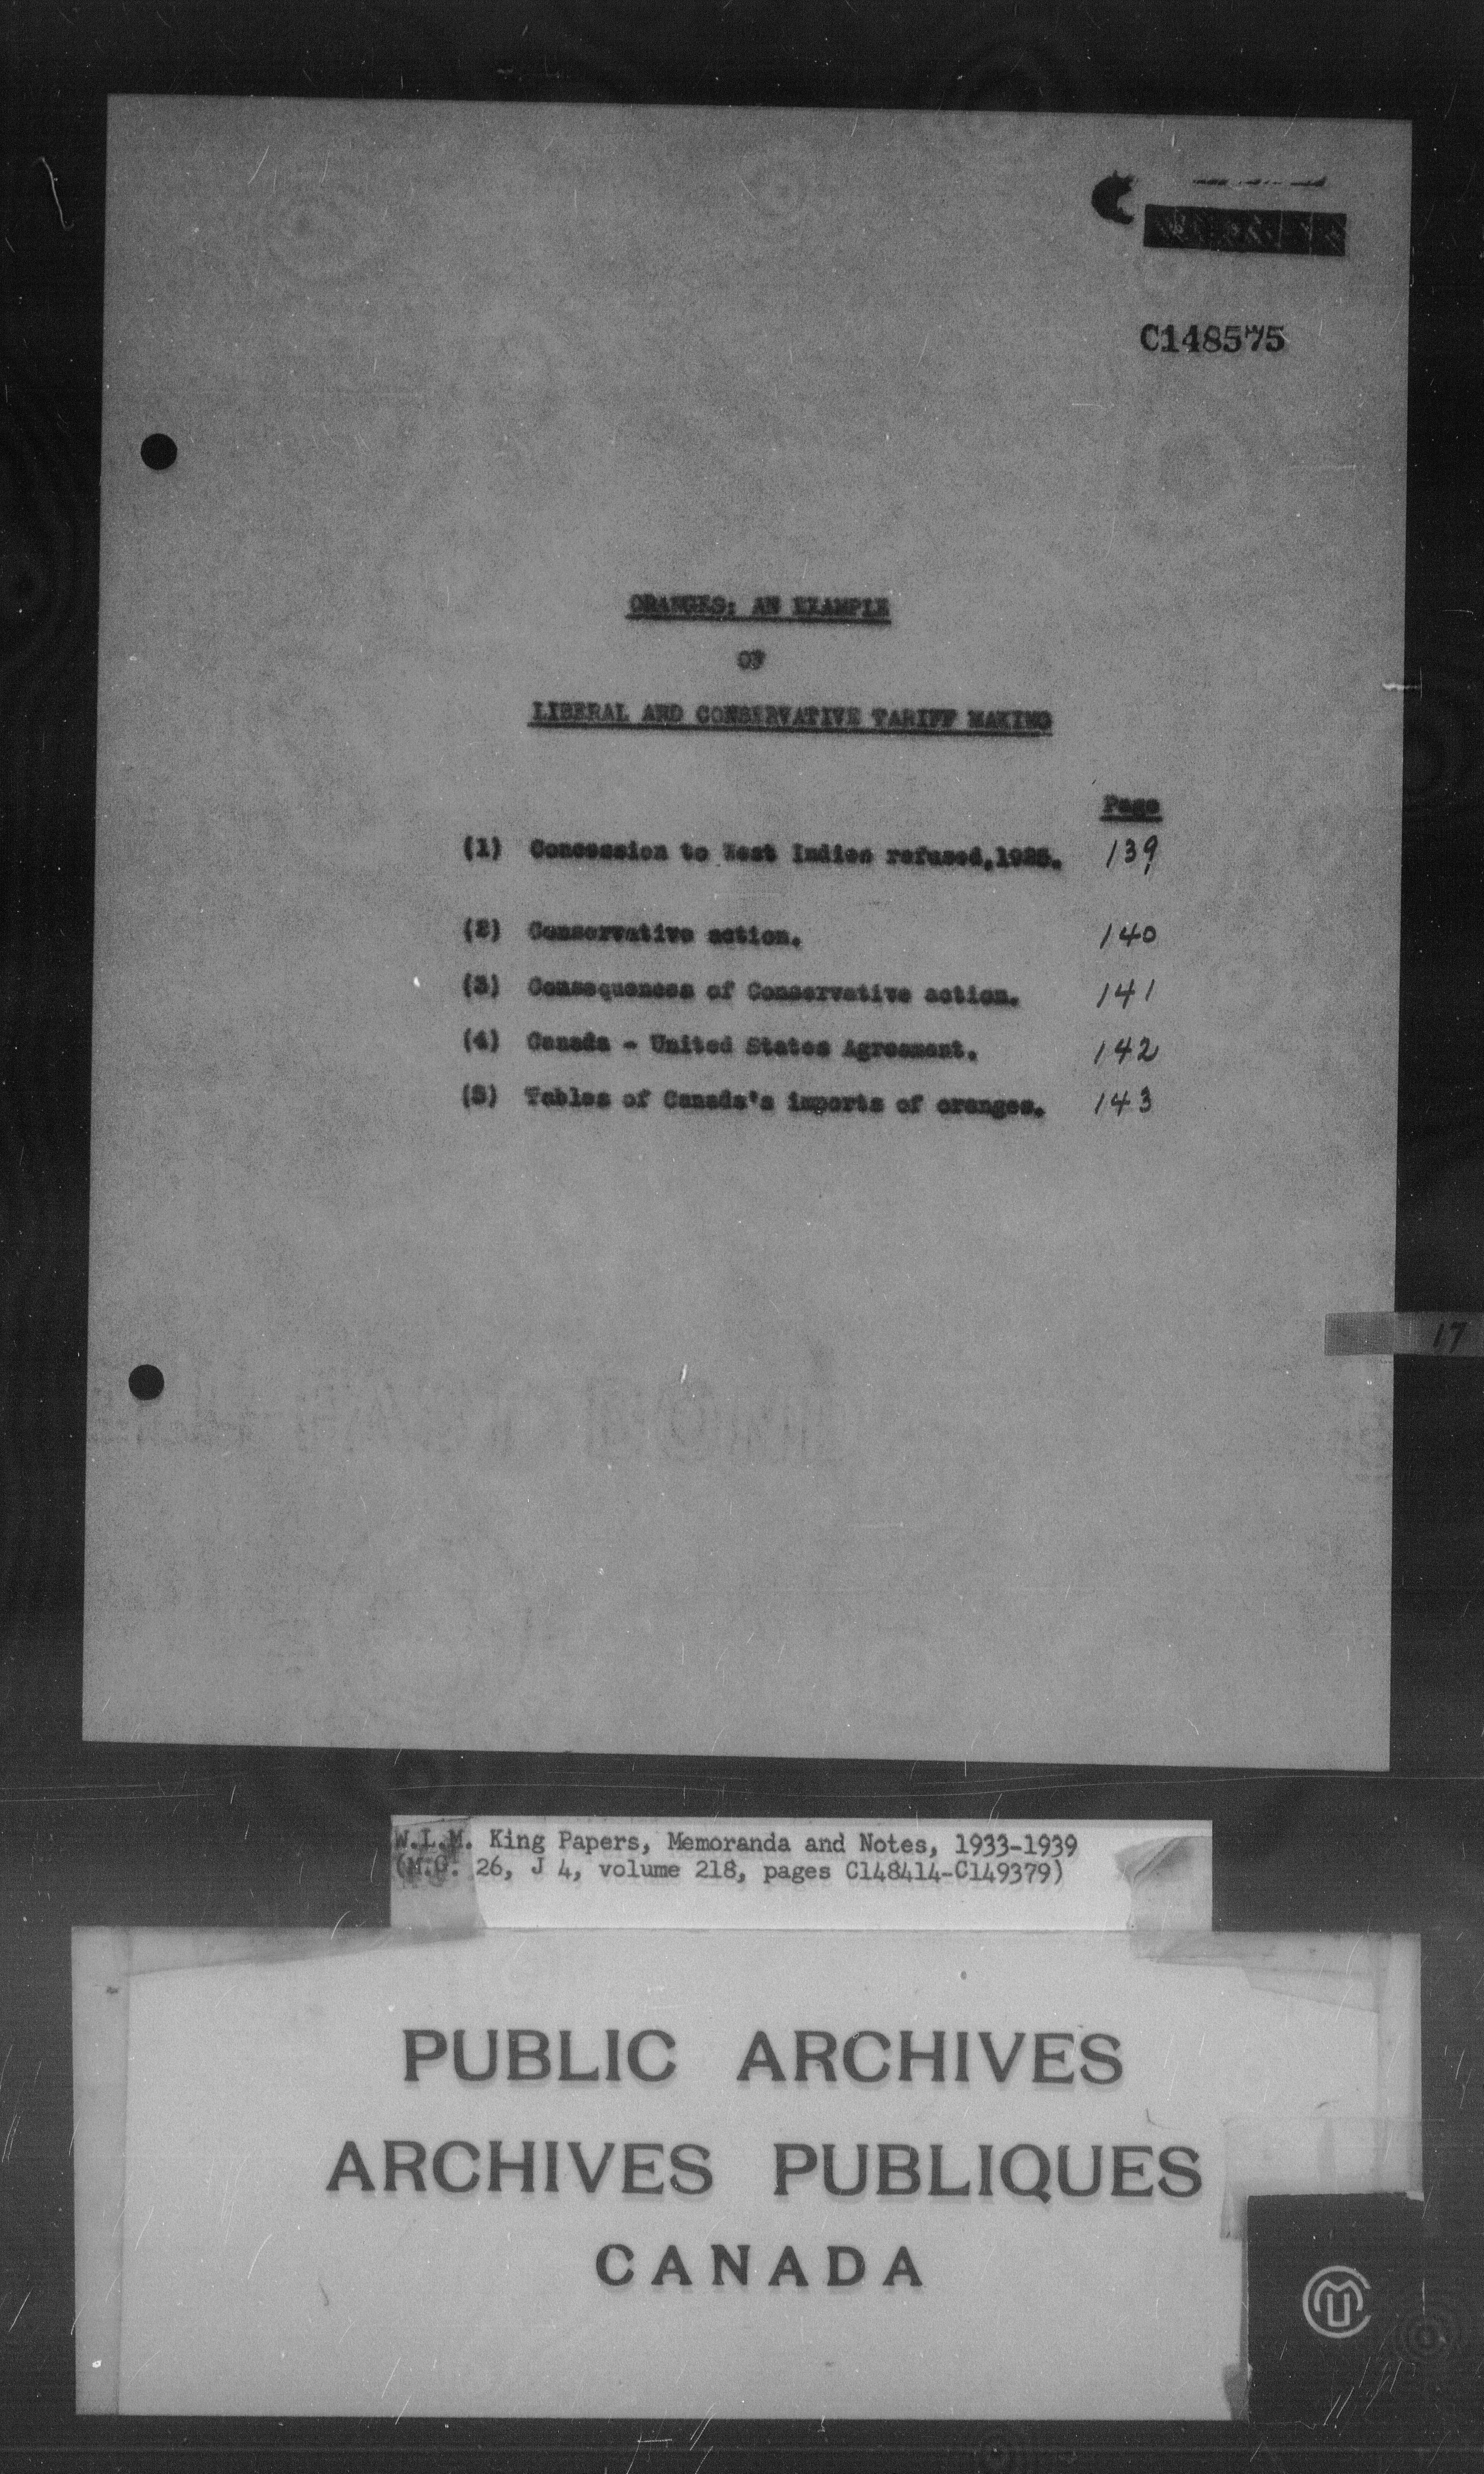 C148575
ORANGES: AN EXAMPLE
OF
LIBERAL AND CONSERVATIVE TARIFF MAKING
Page
(1) Concession to West Indies refused, 1925. 139
(2) Conservative action. 140
(3) Consequences of Conservative action. 141
(4) Canada - United States Agreement. 142
(5) Tables of Canada's imports of oranges. 143
17
W.L.M. King Papers, Memoranda and Notes, 1933-1939
(M.G. 26, J 4, volume 218, pages C148414-C149379)
PUBLIC ARCHIVES
ARCHIVES PUBLIQUES
CANADA